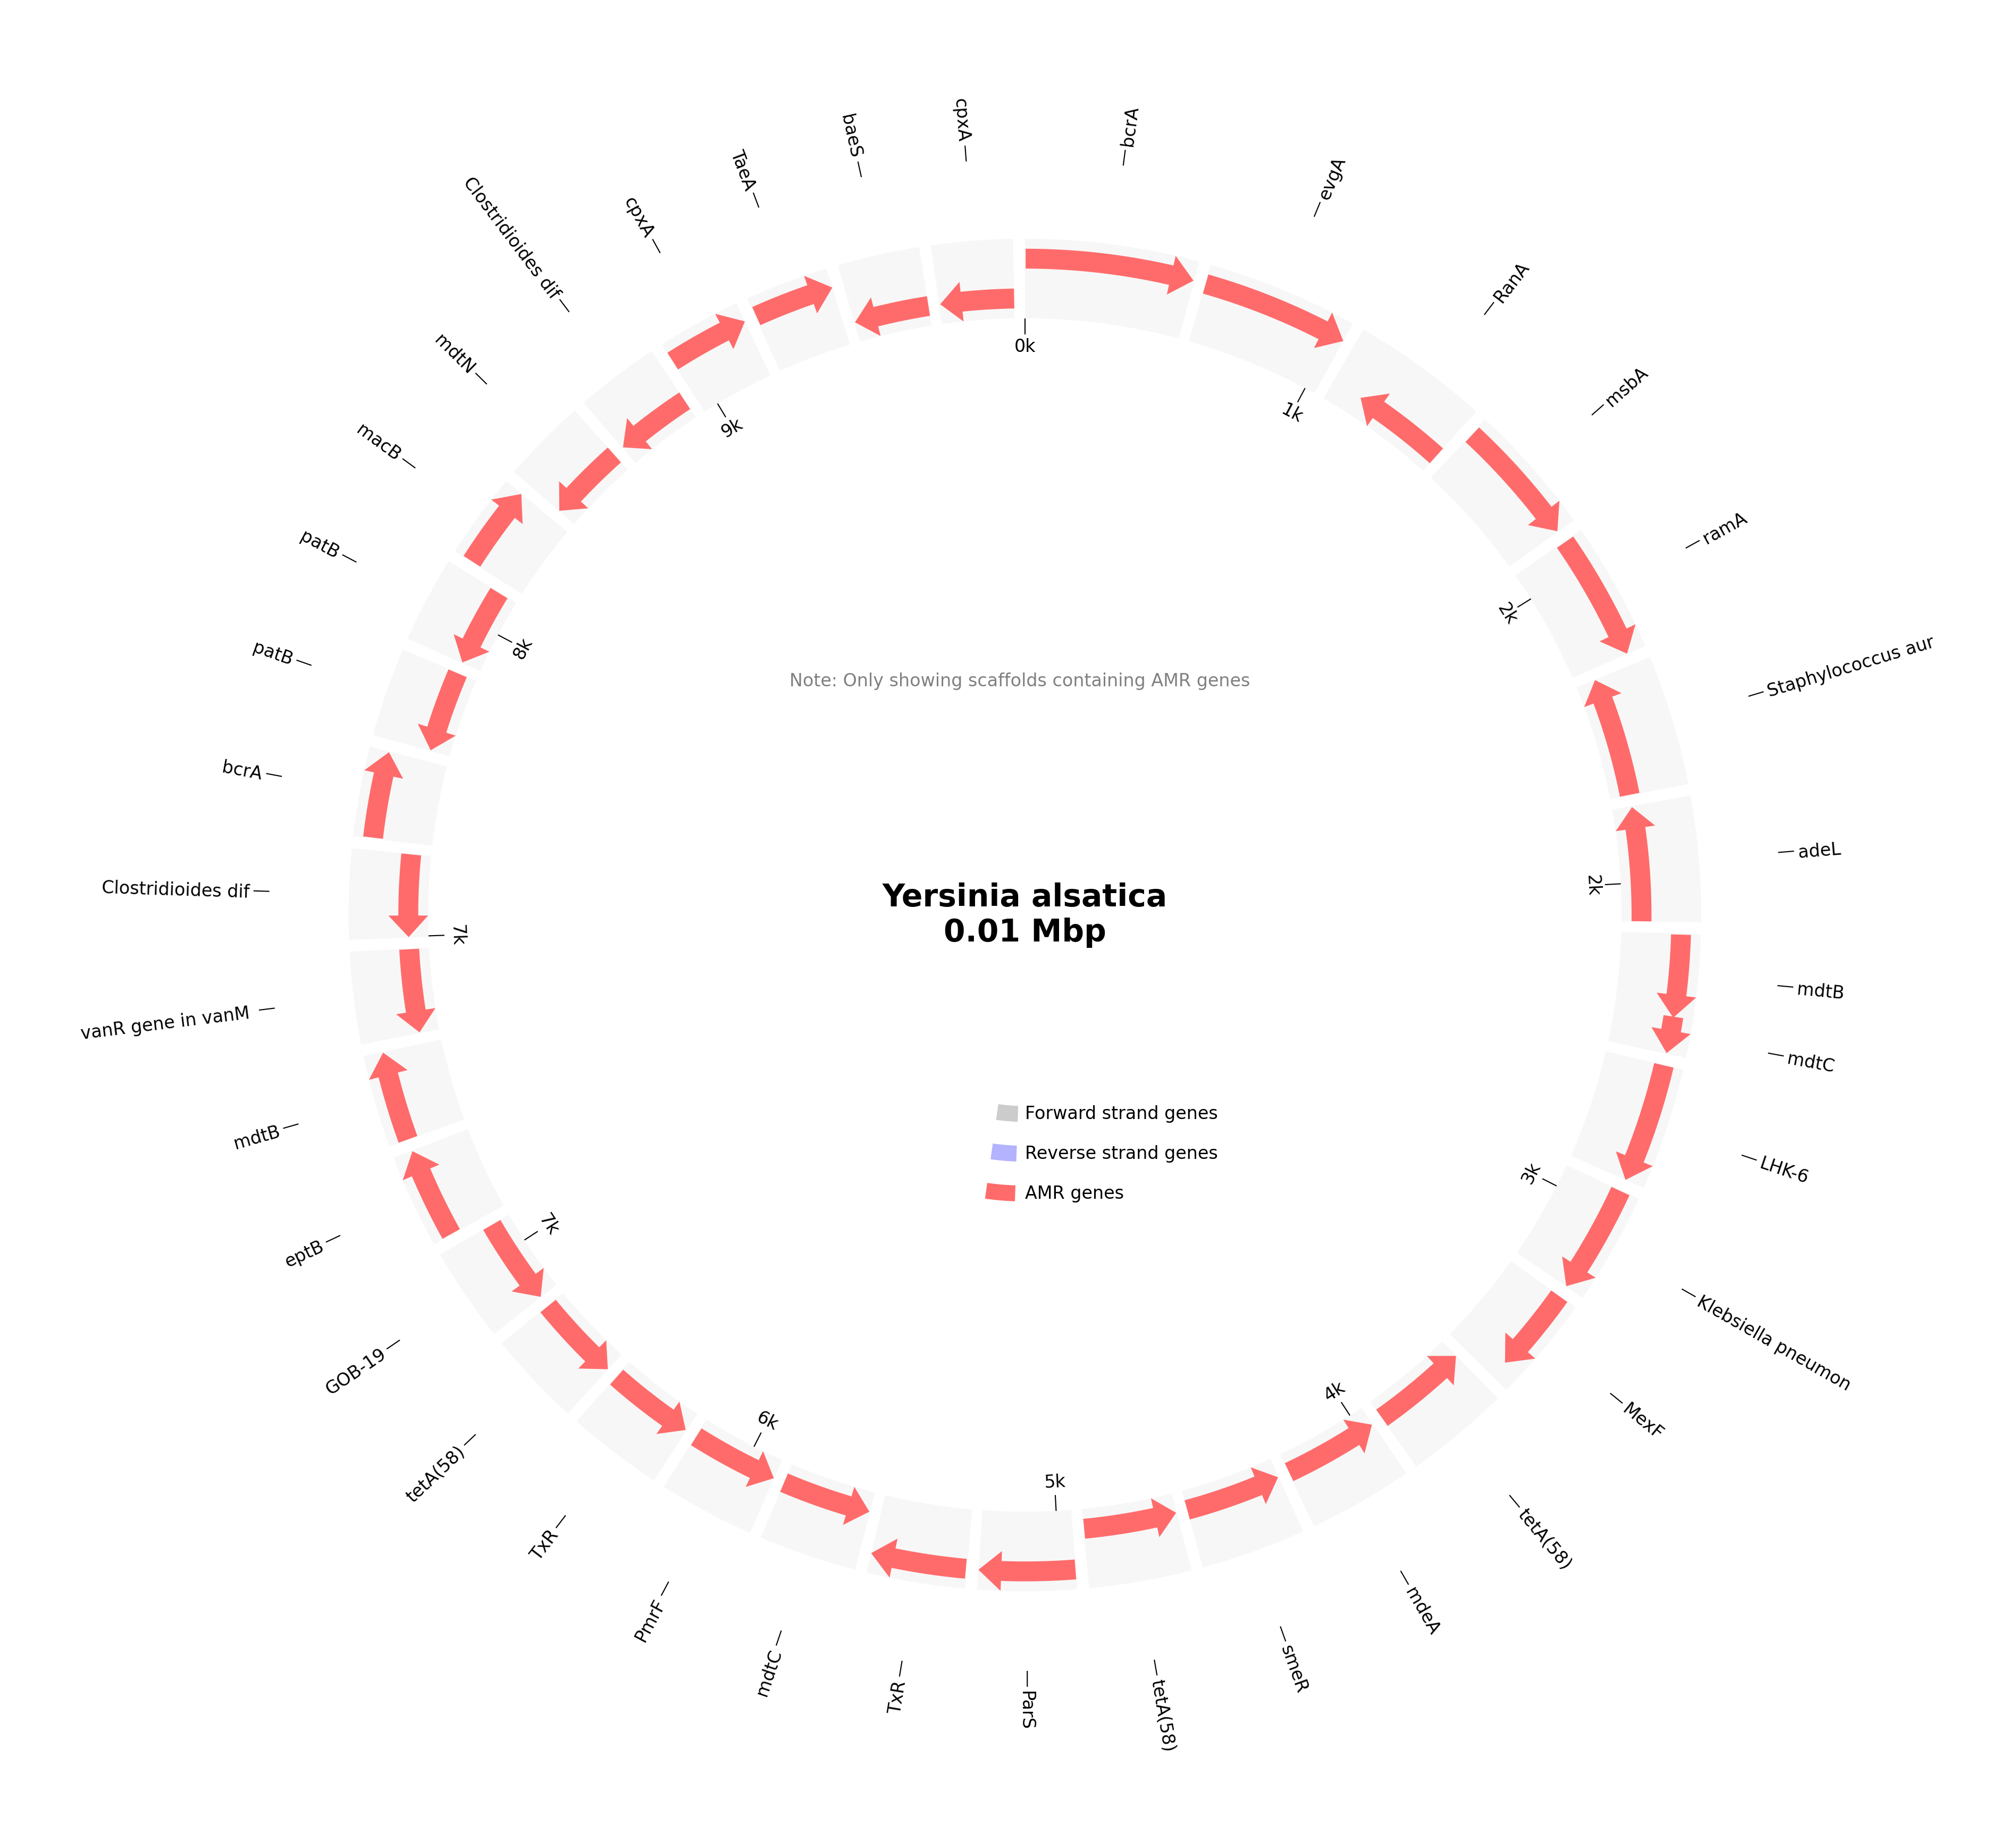 bcrA
evgA
RanA
msbA
ramA
Staphylococcus aur
adeL
mdtB
mdtC
LHK-6
Klebsiella pneumon
MexF
tetA(58)
mdeA
smeR
tetA(58)
ParS
TxR
mdtC
PmrF
TxR
tetA(58)
GOB-19
eptB
mdtB
vanR gene in vanM
Clostridioides dif
bcrA
patB
patB
macB
mdtN
Clostridioides dif
cpxA
TaeA
baeS
cpxA
0k
1k
2k
2k
3k
4k
5k
6k
7k
7k
8k
9k
Note: Only showing scaffolds containing AMR genes
Yersinia alsatica
0.01 Mbp
Forward strand genes
Reverse strand genes
AMR genes